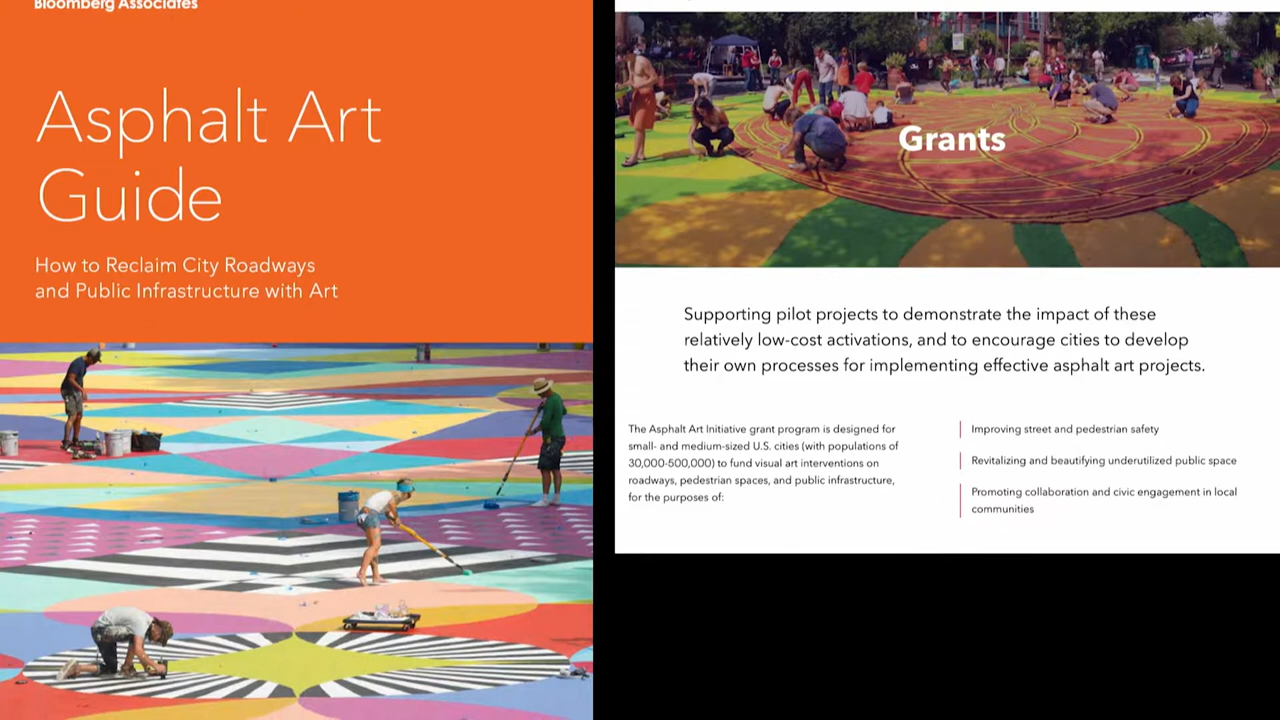 Bloomberg Associates
Asphalt Art
Guide
How to Reclaim City Roadways
and Public Infrastructure with Art
Grants
Supporting pilot projects to demonstrate the impact of these
relatively low-cost activations, and to encourage cities to develop
their own processes for implementing effective asphalt art projects.
The Asphalt Art Initiative grant program is designed for
small- and medium-sized U.S. cities (with populations of
30,000-500,000) to fund visual art interventions on
roadways, pedestrian spaces, and public infrastructure,
for the purposes of:
Improving street and pedestrian safety
Revitalizing and beautifying underutilized public space
Promoting collaboration and civic engagement in local
communities